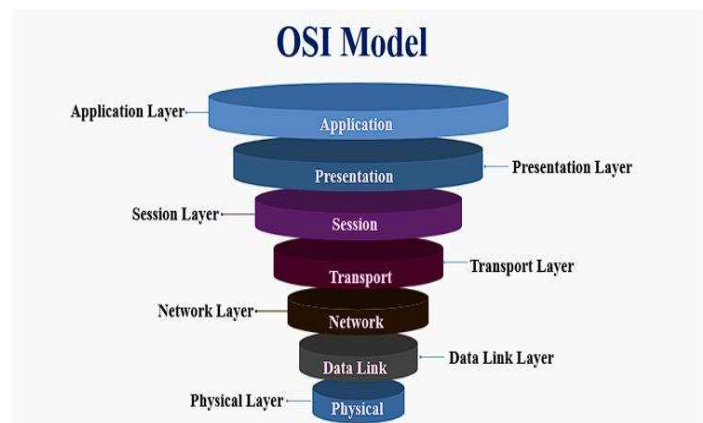 OSI Model
Application Layer
Application
Presentation
Presentation Layer
Session Layer
Session
Transport
Transport Layer
Network Layer
Network
Data Link
Data Link Layer
Physical Layer
Physical